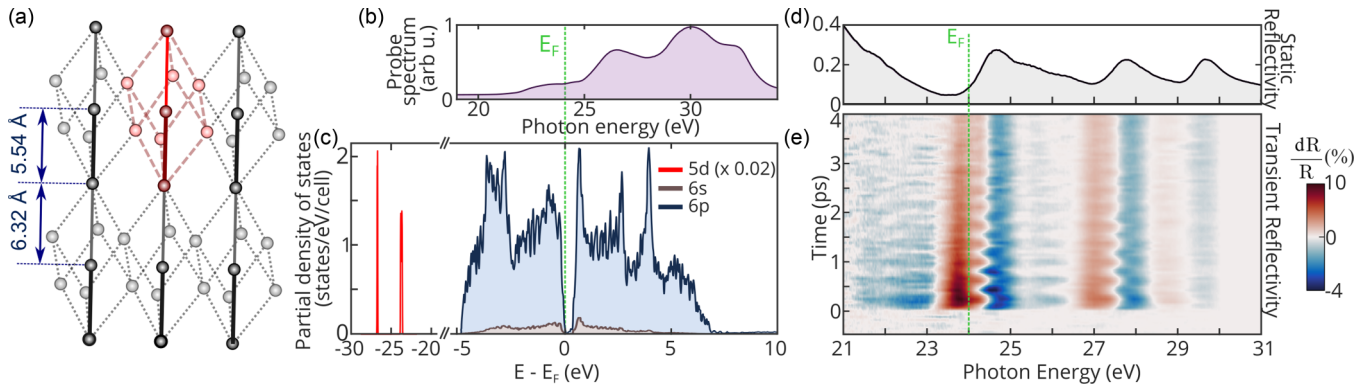 (a)
5.54 Å
6.32 Å
(b)
E_F
1
0
Probe
spectrum
(arb u.)
20 25 30
Photon energy (eV)
(c)
2
1
0
Partial density of states
(states/eV/cell)
5d (x 0.02)
6s
6p
-30 -25 -20 -5 0 5 10
E - E_F (eV)
(d)
E_F
0.4
0.2
0
Static
Reflectivity
(e)
4
3
2
1
0
Time (ps)
21 23 25 27 29 31
Photon Energy (eV)
Transient Reflectivity
dR
R (%)
10
0
-4